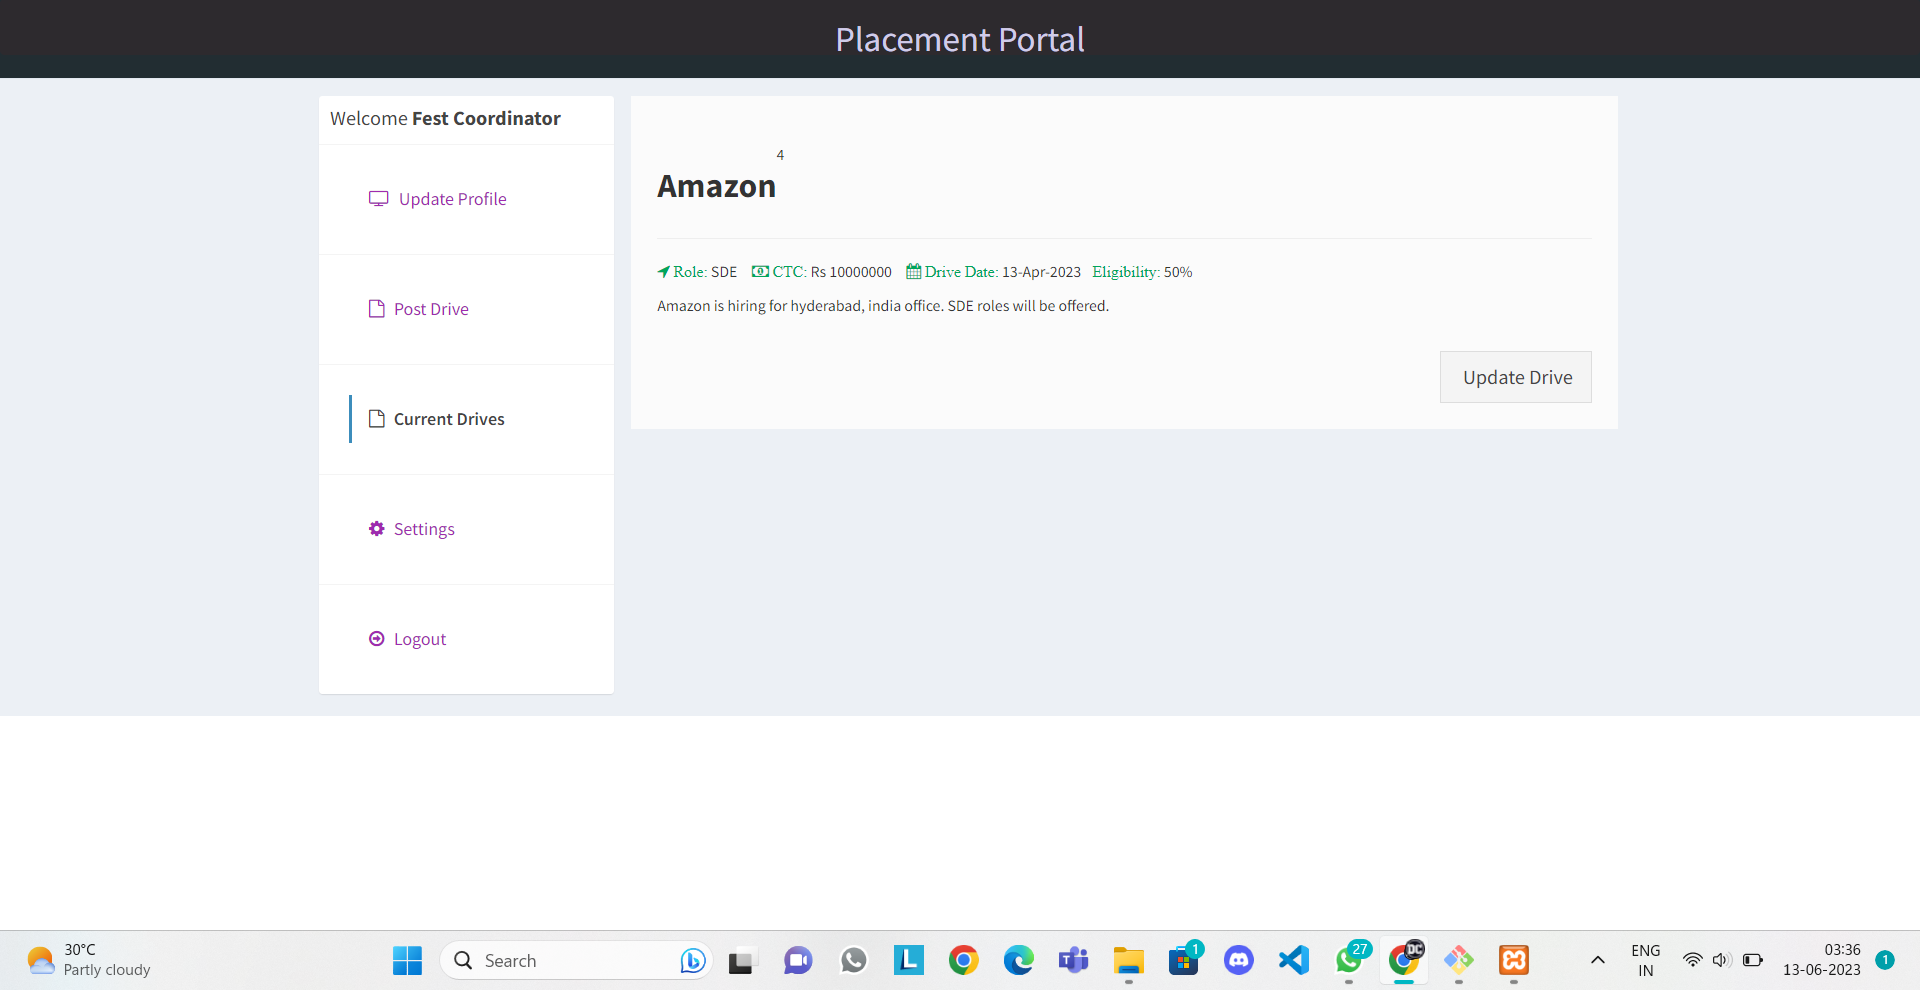 Placement Portal
Welcome Fest Coordinator
Update Profile
Post Drive
Current Drives
Settings
Logout
4
Amazon
Role: SDE CTC: Rs 10000000 Drive Date: 13-Apr-2023 Eligibility: 50%
Amazon is hiring for hyderabad, india office. SDE roles will be offered.
Update Drive
30°C
Partly cloudy
Search
L
T
1
27
DC
ENG
IN
03:36
13-06-2023
1